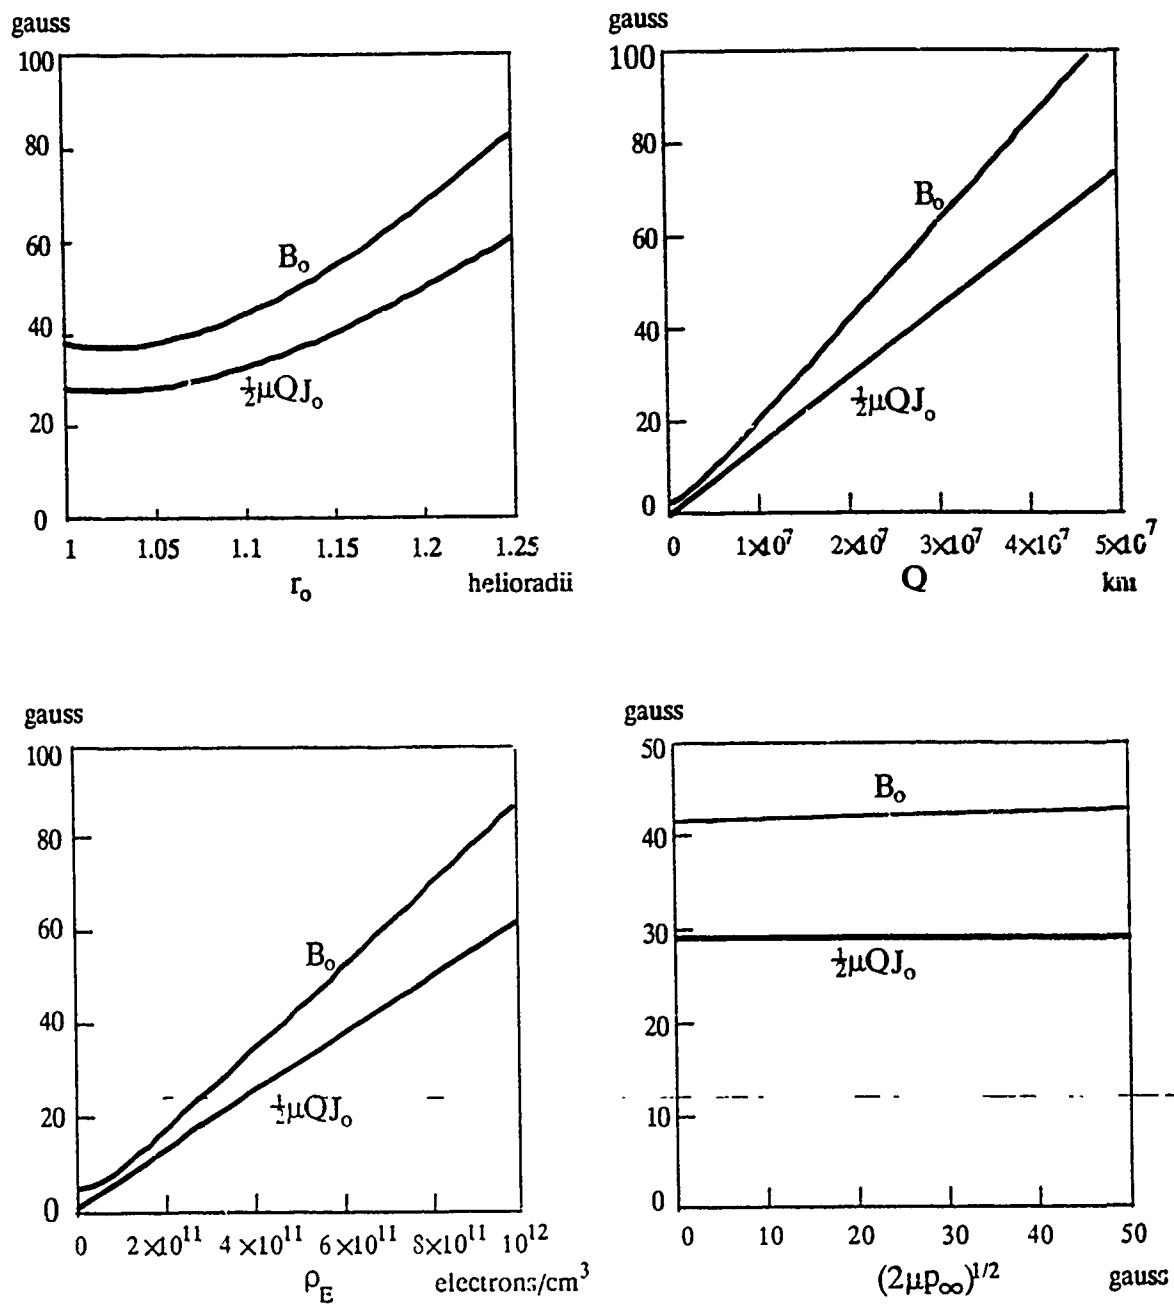 gauss
100
80
60
40
20
0
B₀
½μQJ₀
1 1.05 1.1 1.15 1.2 1.25
r₀ helioradii
gauss
100
80
60
40
20
0
B₀
½μQJ₀
0 1×10⁷ 2×10⁷ 3×10⁷ 4×10⁷ 5×10⁷
Q km
gauss
100
80
60
40
20
0
B₀
½μQJ₀
0 2×10¹¹ 4×10¹¹ 6×10¹¹ 8×10¹¹ 10¹²
ρ_E electrons/cm³
gauss
50
40
30
20
10
0
B₀
½μQJ₀
0 10 20 30 40 50
(2μp∞)^1/2 gauss